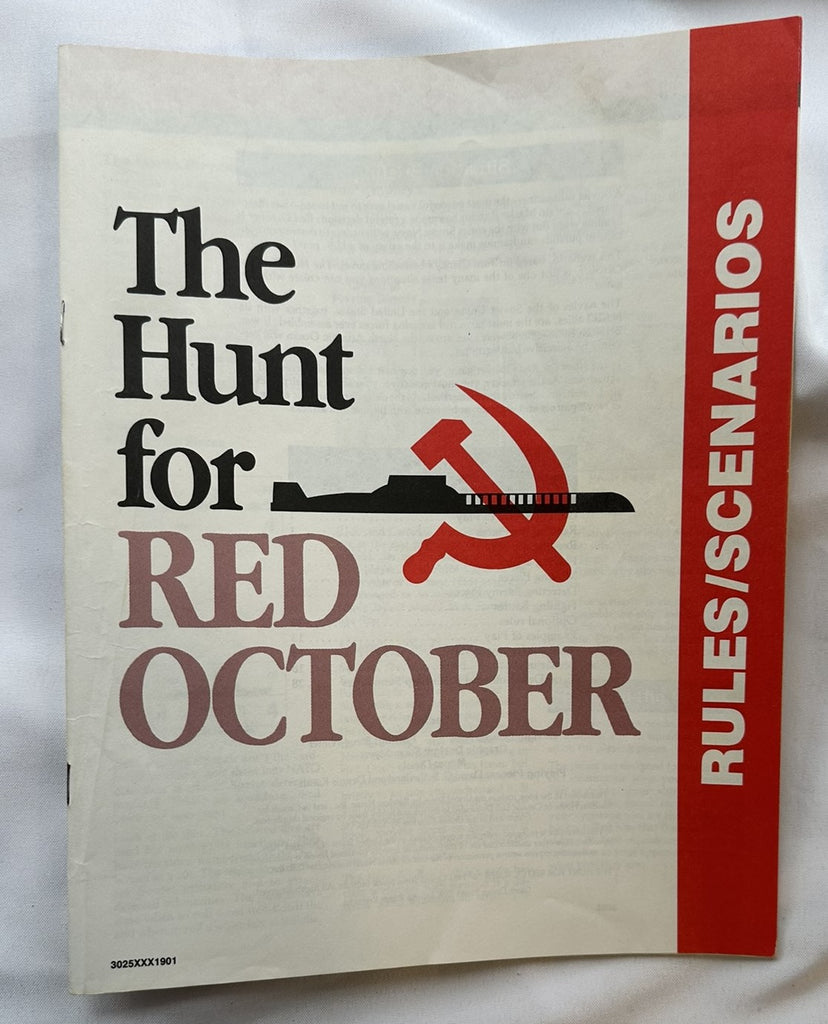 The
Hunt
for
RED
OCTOBER
RULES/SCENARIOS
3025XXX1901